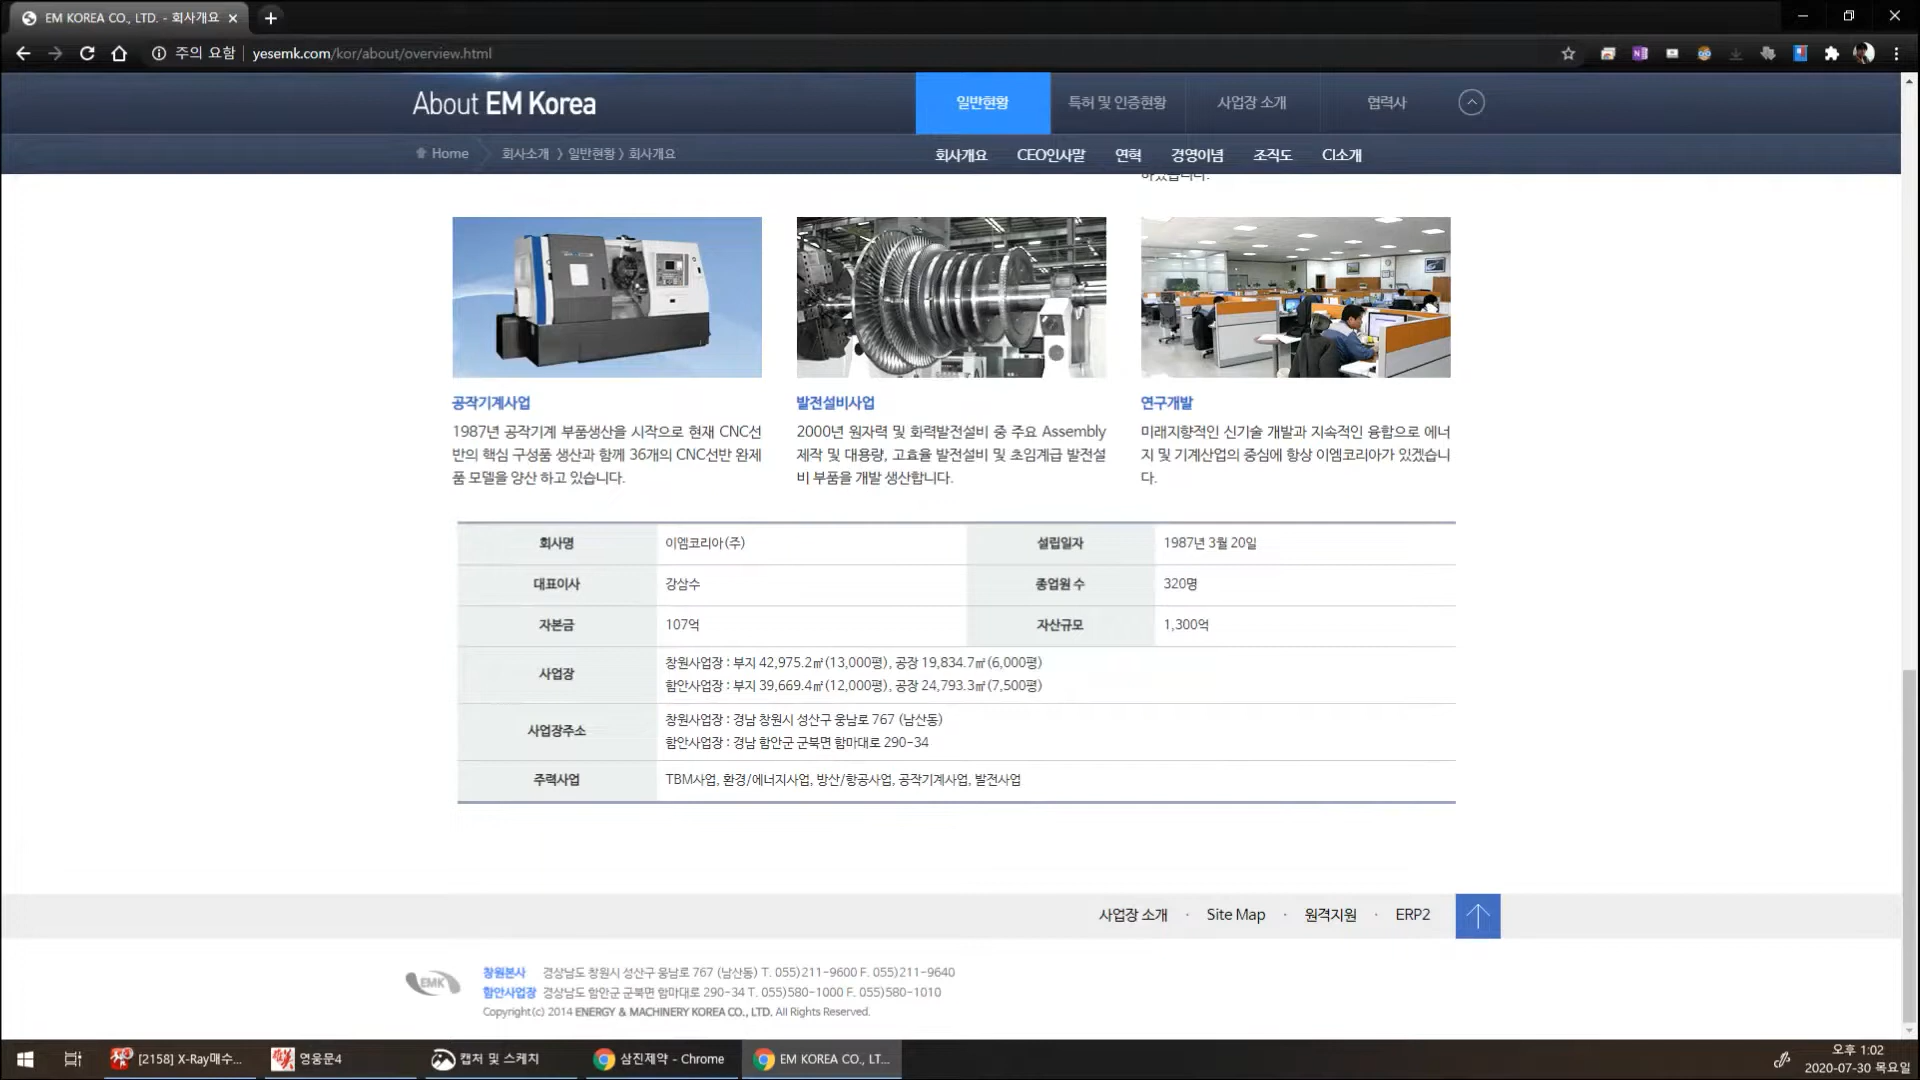 EM KOREA CO., LTD. - 회사개요
주의 요함 yesemk.com/kor/about/overview.html
About EM Korea
일반현황 특허 및 인증현황 사업장 소개 협력사
Home 회사소개 〉 일반현황 〉 회사개요
회사개요 CEO인사말 연혁 경영이념 조직도 CI소개
하겠습니다.
공작기계사업
1987년 공작기계 부품생산을 시작으로 현재 CNC선
반의 핵심 구성품 생산과 함께 36개의 CNC선반 완제
품 모델을 양산 하고 있습니다.
발전설비사업
2000년 원자력 및 화력발전설비 중 주요 Assembly
제작 및 대용량, 고효율 발전설비 및 초임계급 발전설
비 부품을 개발 생산합니다.
연구개발
미래지향적인 신기술 개발과 지속적인 융합으로 에너
지 및 기계산업의 중심에 항상 이엠코리아가 있겠습니
다.
회사명 이엠코리아(주) 설립일자 1987년 3월 20일
대표이사 강삼수 종업원 수 320명
자본금 107억 자산규모 1,300억
사업장
창원사업장 : 부지 42,975.2㎡(13,000평), 공장 19,834.7㎡(6,000평)
함안사업장 : 부지 39,669.4㎡(12,000평), 공장 24,793.3㎡(7,500평)
사업장주소
창원사업장 : 경남 창원시 성산구 웅남로 767 (남산동)
함안사업장 : 경남 함안군 군북면 함마대로 290-34
주력사업 TBM사업, 환경/에너지사업, 방산/항공사업, 공작기계사업, 발전사업
사업장 소개 · Site Map · 원격지원 · ERP2
EMK
창원본사 경상남도 창원시 성산구 웅남로 767 (남산동) T. 055)211-9600 F. 055)211-9640
함안사업장 경상남도 함안군 군북면 함마대로 290-34 T. 055)580-1000 F. 055)580-1010
Copyright(c) 2014 ENERGY & MACHINERY KOREA CO., LTD. All Rights Reserved.
[2158] X-Ray매수... 영웅문4 캡처 및 스케치 삼진제약 - Chrome EM KOREA CO., LT...
오후 1:02
2020-07-30 목요일